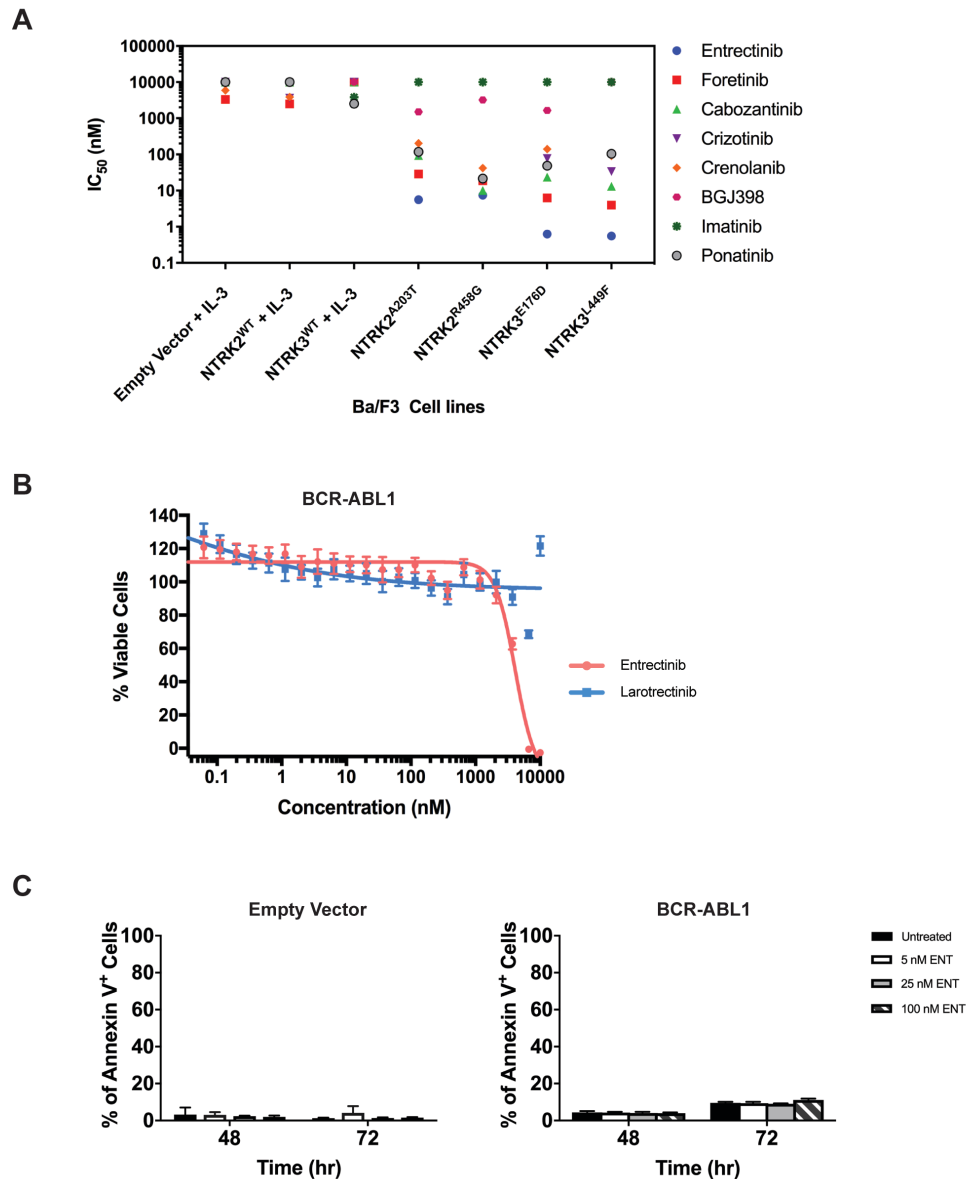 A
100000
10000
1000
100
10
1
0.1
IC50 (nM)
Empty Vector + IL-3
NTRK2WT + IL-3
NTRK3WT + IL-3
NTRK2A203T
NTRK2R458G
NTRK3E176D
NTRK3L449F
Ba/F3 Cell lines
Entrectinib
Foretinib
Cabozantinib
Crizotinib
Crenolanib
BGJ398
Imatinib
Ponatinib
B
BCR-ABL1
140
120
100
80
60
40
20
0
% Viable Cells
0.1 1 10 100 1000 10000
Concentration (nM)
Entrectinib
Larotrectinib
C
Empty Vector
100
80
60
40
20
0
% of Annexin V+ Cells
48 72
Time (hr)
BCR-ABL1
100
80
60
40
20
0
% of Annexin V+ Cells
48 72
Time (hr)
Untreated
5 nM ENT
25 nM ENT
100 nM ENT